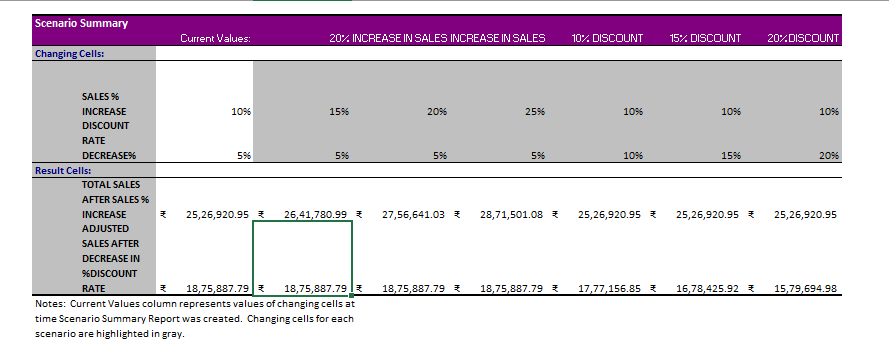 Scenario Summary
Current Values: 20% INCREASE IN SALES INCREASE IN SALES 10% DISCOUNT 15% DISCOUNT 20%DISCOUNT
Changing Cells:
SALES %
INCREASE 10% 15% 20% 25% 10% 10% 10%
DISCOUNT
RATE
DECREASE% 5% 5% 5% 5% 10% 15% 20%
Result Cells:
TOTAL SALES
AFTER SALES %
INCREASE ₹ 25,26,920.95 ₹ 26,41,780.99 ₹ 27,56,641.03 ₹ 28,71,501.08 ₹ 25,26,920.95 ₹ 25,26,920.95 ₹ 25,26,920.95
ADJUSTED
SALES AFTER
DECREASE IN
%DISCOUNT
RATE ₹ 18,75,887.79 ₹ 18,75,887.79 ₹ 18,75,887.79 ₹ 18,75,887.79 ₹ 17,77,156.85 ₹ 16,78,425.92 ₹ 15,79,694.98
Notes: Current Values column represents values of changing cells at
time Scenario Summary Report was created. Changing cells for each
scenario are highlighted in gray.